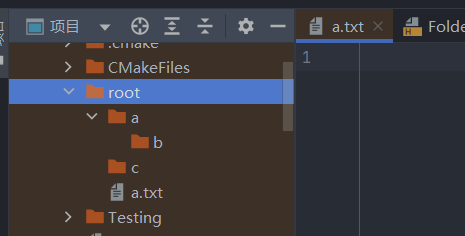 项目
a.txt
Folde
.cmake
CMakeFiles
root
a
b
c
a.txt
Testing
1